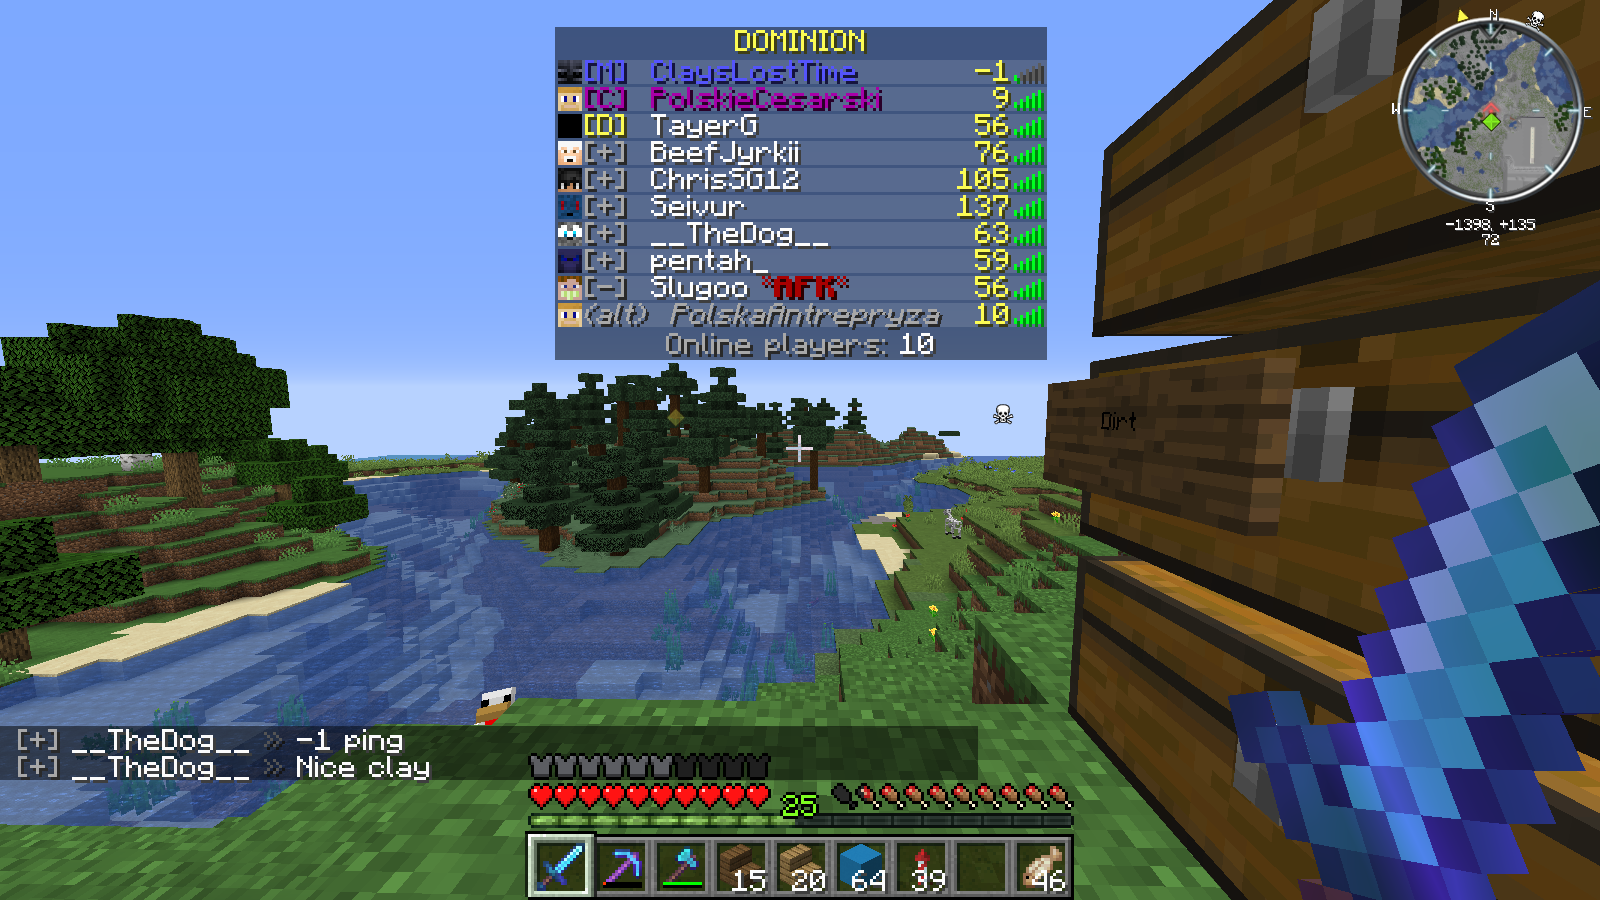 DOMINION
[M] ClaysLostTime -1
[C] PolskieCesarski 9
[D] TayerG 56
[+] BeefJyrkii 76
[+] ChrisSG12 105
[+] Seivur 137
[+] __TheDog__ 63
[+] pentah_ 59
[-] Slugoo "AFK" 56
(alt) PolskaAntrepryza 10
Online players: 10
N
W
E
S
-1398, +135
72
Dirt
[+] __TheDog__ » -1 ping
[+] __TheDog__ » Nice clay
25
15 20 64 39 46